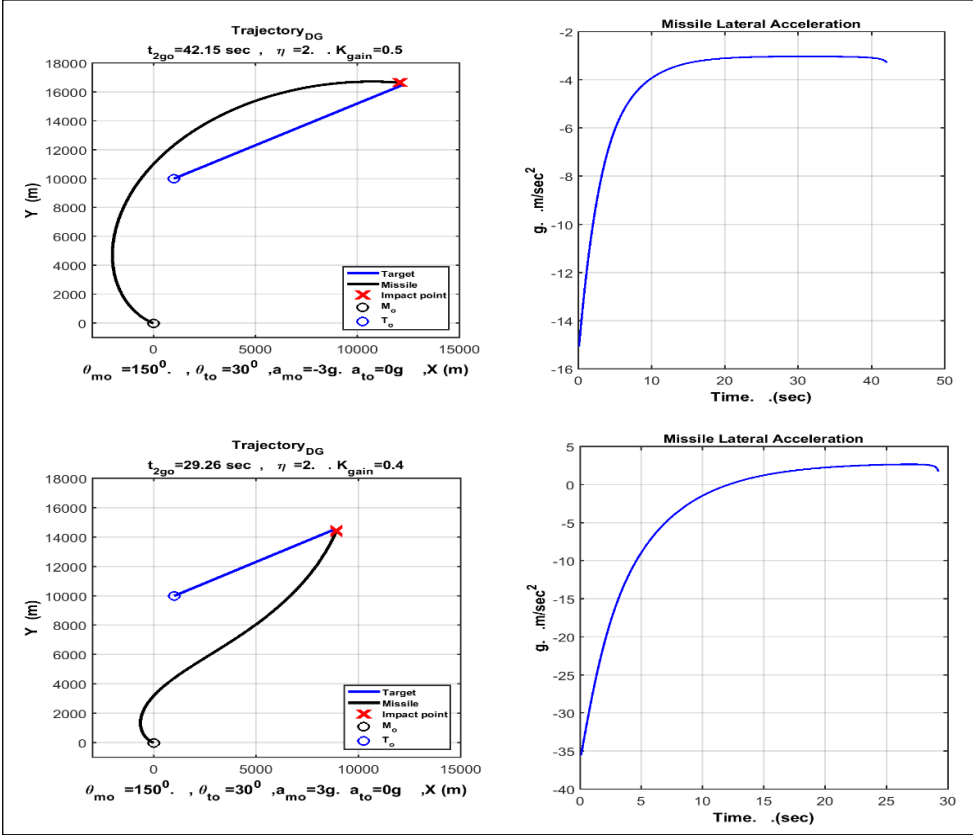 Trajectory_DG
t_2go=42.15 sec , η =2. . K_gain=0.5
18000
16000
14000
12000
10000
8000
6000
4000
2000
0
Y (m)
Target
Missile
Impact point
M_o
T_o
0 5000 10000 15000
θ_mo =150⁰. , θ_to=30⁰ ,a_mo=-3g. a_to=0g ,X (m)
Missile Lateral Acceleration
-2
-4
-6
-8
-10
-12
-14
-16
g. .m/sec²
0 10 20 30 40 50
Time. .(sec)
Trajectory_DG
t_2go=29.26 sec , η =2. . K_gain=0.4
18000
16000
14000
12000
10000
8000
6000
4000
2000
0
Y (m)
Target
Missile
Impact point
M_o
T_o
0 5000 10000 15000
θ_mo =150⁰. , θ_to=30⁰ ,a_mo=3g. a_to=0g ,X (m)
Missile Lateral Acceleration
5
0
-5
-10
-15
-20
-25
-30
-35
-40
g. .m/sec²
0 5 10 15 20 25 30
Time. .(sec)